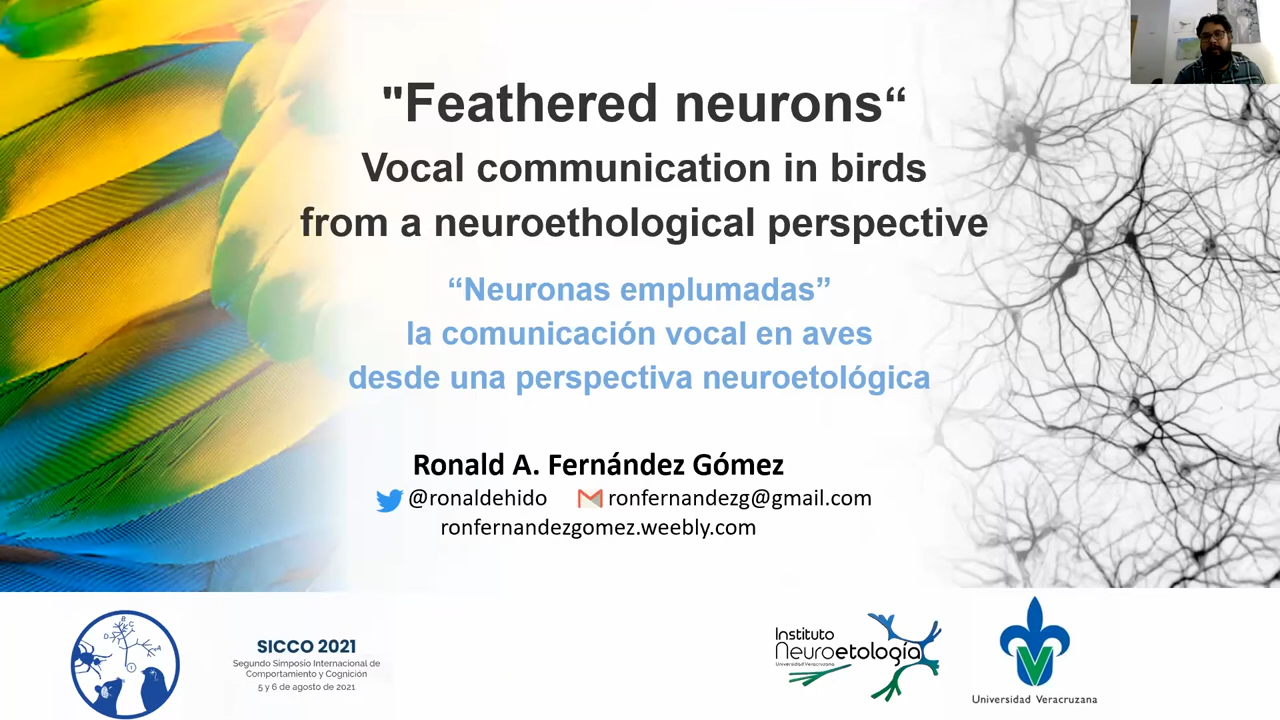 "Feathered neurons“
Vocal communication in birds
from a neuroethological perspective
“Neuronas emplumadas”
la comunicación vocal en aves
desde una perspectiva neuroetológica
Ronald A. Fernández Gómez
@ronaldehido ronfernandezg@gmail.com
ronfernandezgomez.weebly.com
SICCO 2021
Segundo Simposio Internacional de
Comportamiento y Cognición
5 y 6 de agosto de 2021
Instituto
Neuroetología
Universidad Veracruzana
Universidad Veracruzana